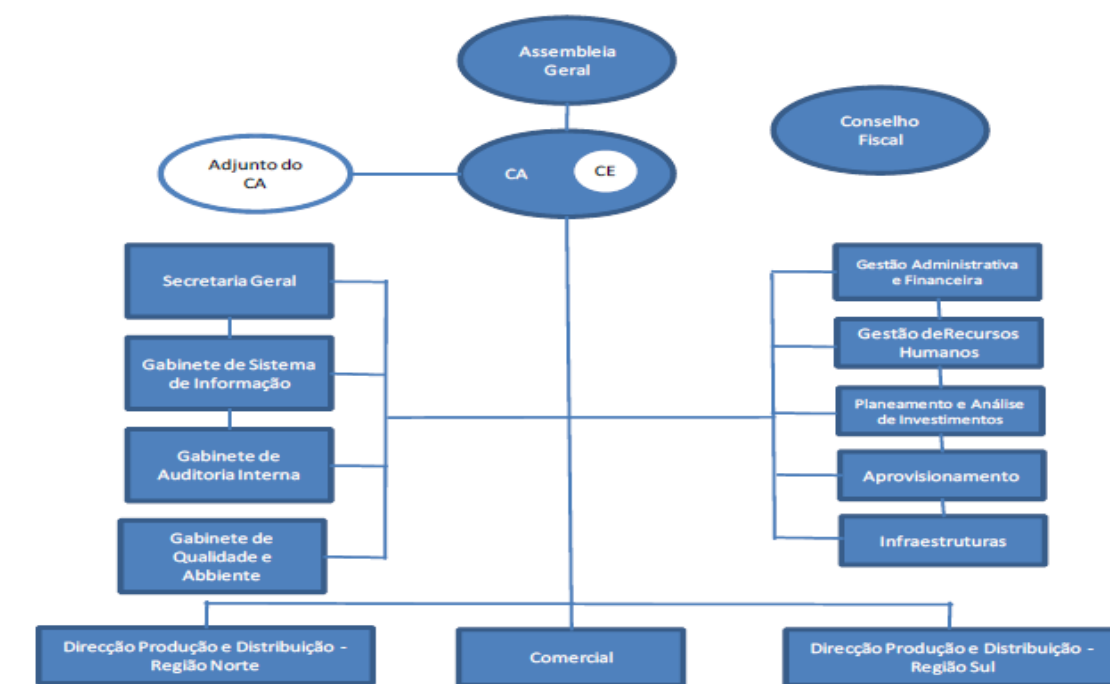 Assembleia
Geral
Conselho
Fiscal
Adjunto do
CA
CA
CE
Secretaria Geral
Gabinete de Sistema
de Informação
Gabinete de
Auditoria Interna
Gabinete de
Qualidade e
Abbiente
Gestão Administrativa
e Financeira
Gestão deRecursos
Humanos
Planeamento e Análise
de Investimentos
Aprovisionamento
Infraestruturas
Direcção Produção e Distribuição -
Região Norte
Comercial
Direcção Produção e Distribuição -
Região Sul